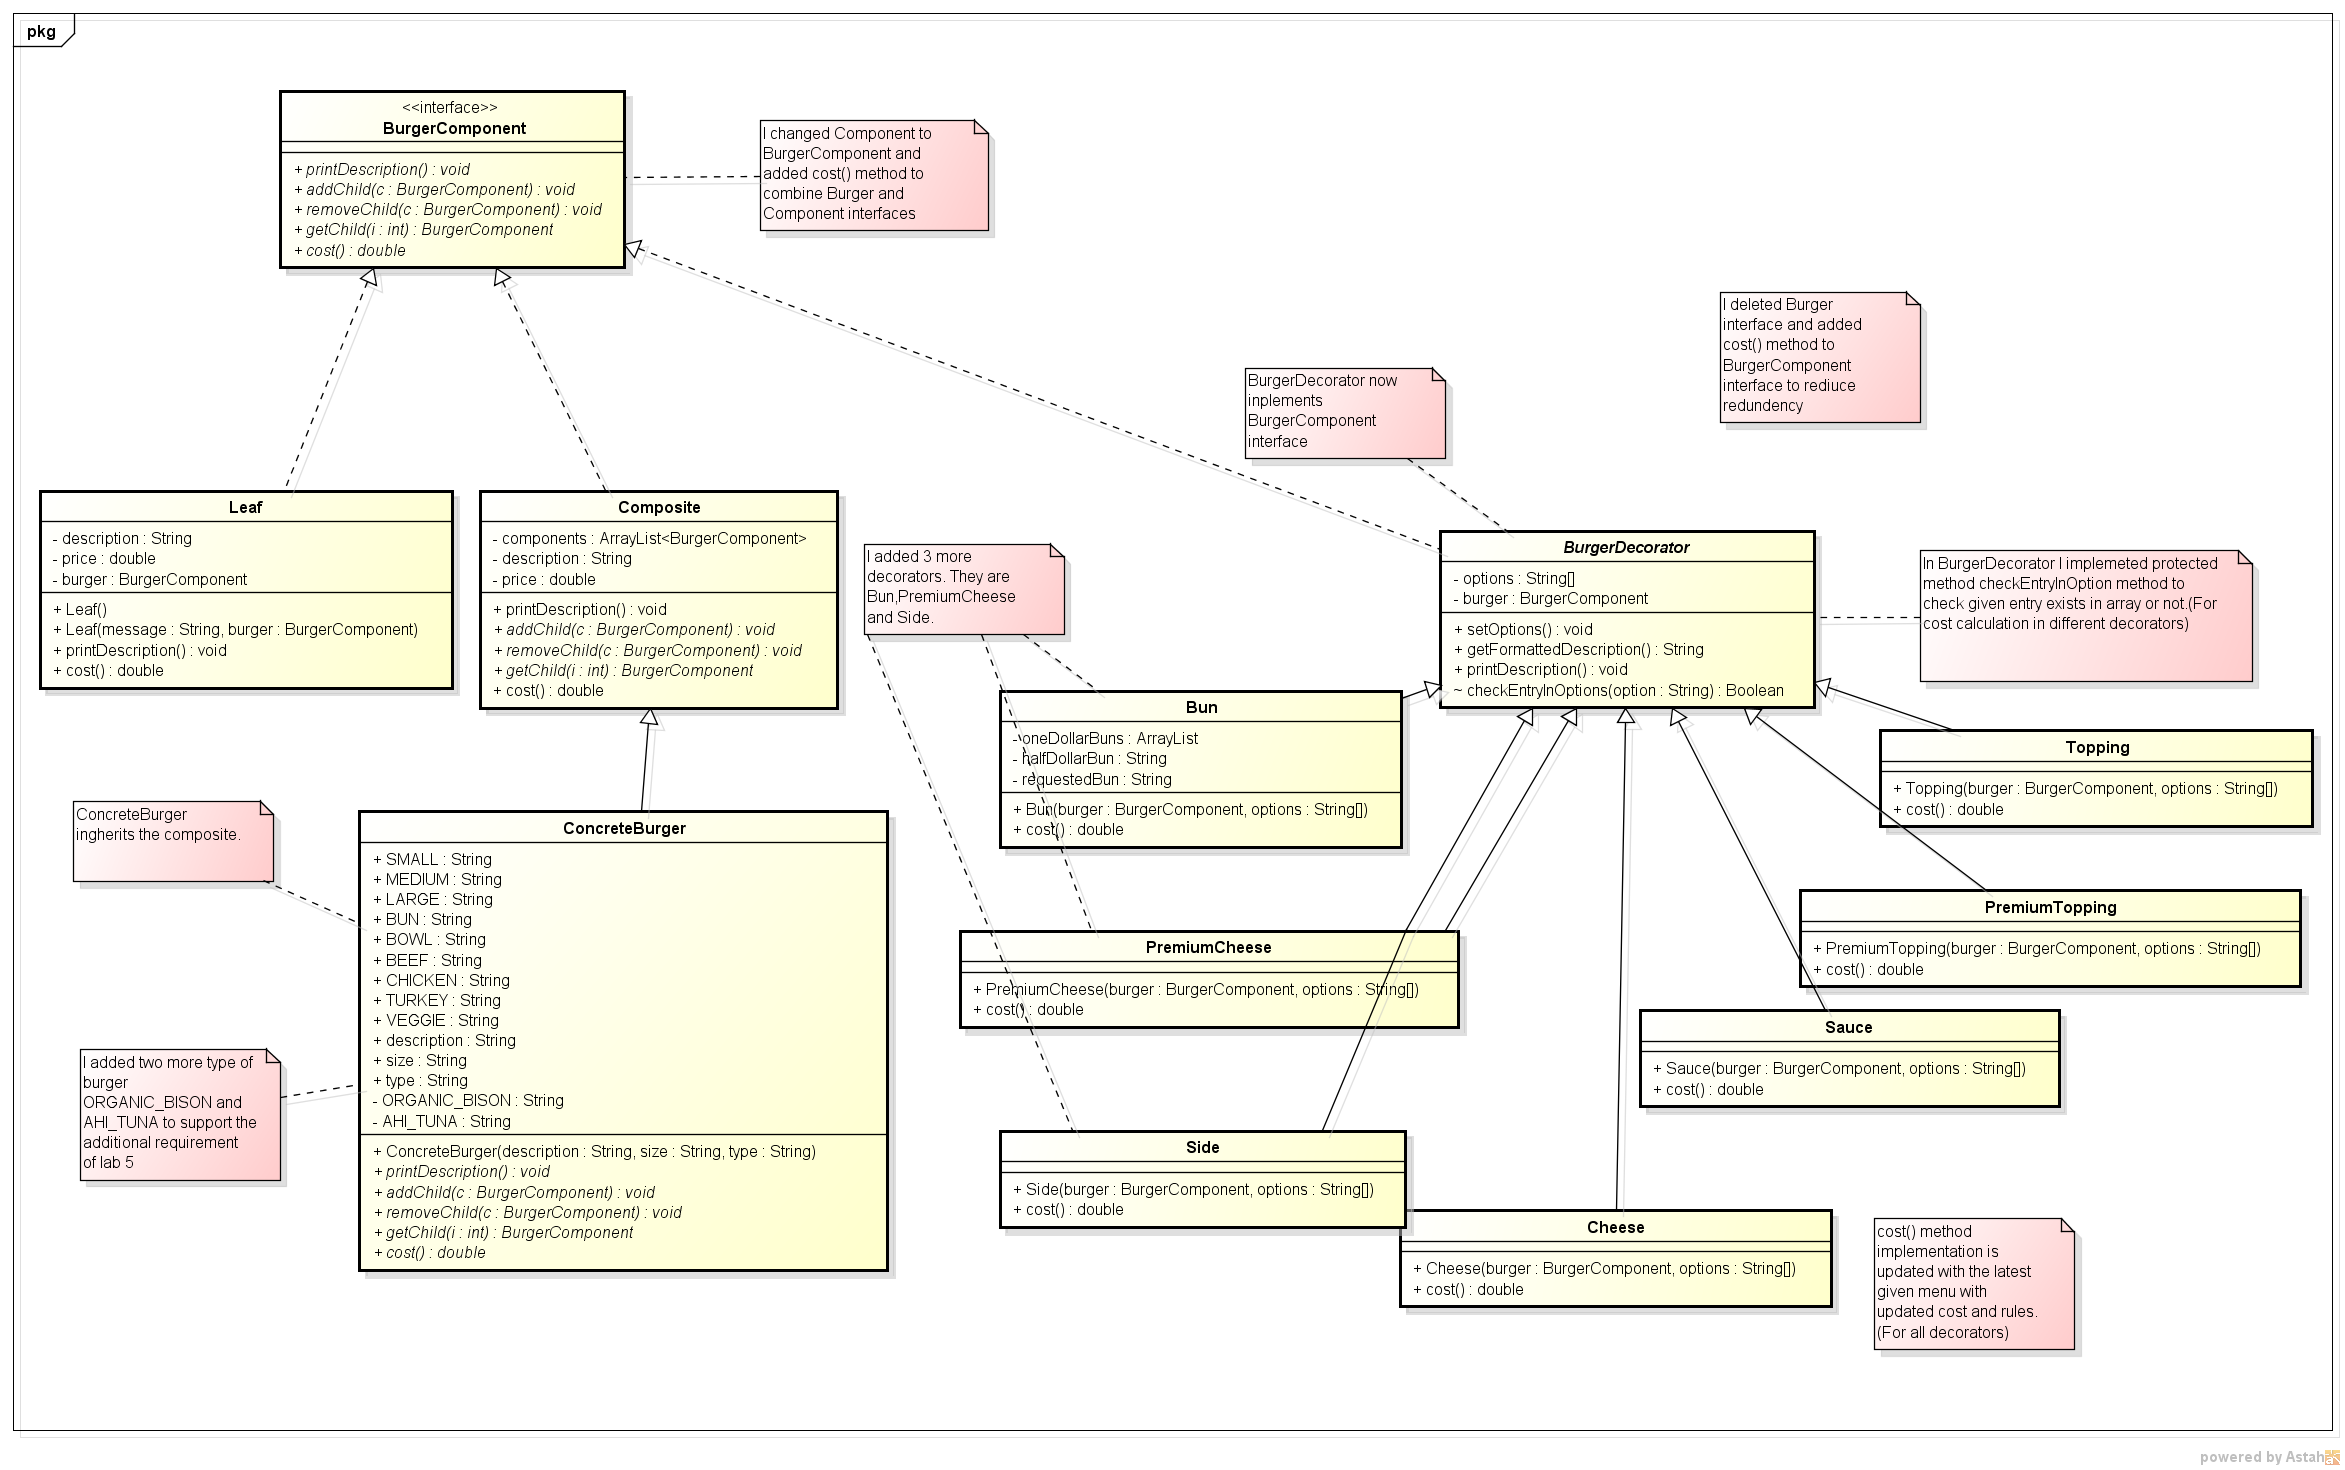 pkg
<<interface>>
BurgerComponent
+ printDescription() : void
+ addChild(c : BurgerComponent) : void
+ removeChild(c : BurgerComponent) : void
+ getChild(i : int) : BurgerComponent
+ cost() : double
I changed Component to
BurgerComponent and
added cost() method to
combine Burger and
Component interfaces
I deleted Burger
interface and added
cost() method to
BurgerComponent
interface to rediuce
redundency
BurgerDecorator now
inplements
BurgerComponent
interface
Leaf
- description : String
- price : double
- burger : BurgerComponent
+ Leaf()
+ Leaf(message : String, burger : BurgerComponent)
+ printDescription() : void
+ cost() : double
Composite
- components : ArrayList<BurgerComponent>
- description : String
- price : double
+ printDescription() : void
+ addChild(c : BurgerComponent) : void
+ removeChild(c : BurgerComponent) : void
+ getChild(i : int) : BurgerComponent
+ cost() : double
I added 3 more
decorators. They are
Bun,PremiumCheese
and Side.
BurgerDecorator
- options : String[]
- burger : BurgerComponent
+ setOptions() : void
+ getFormattedDescription() : String
+ printDescription() : void
~ checkEntryInOptions(option : String) : Boolean
In BurgerDecorator I implemeted protected
method checkEntryInOption method to
check given entry exists in array or not.(For
cost calculation in different decorators)
Bun
- oneDollarBuns : ArrayList
- halfDollarBun : String
- requestedBun : String
+ Bun(burger : BurgerComponent, options : String[])
+ cost() : double
Topping
+ Topping(burger : BurgerComponent, options : String[])
+ cost() : double
ConcreteBurger
ingherits the composite.
ConcreteBurger
+ SMALL : String
+ MEDIUM : String
+ LARGE : String
+ BUN : String
+ BOWL : String
+ BEEF : String
+ CHICKEN : String
+ TURKEY : String
+ VEGGIE : String
+ description : String
+ size : String
+ type : String
- ORGANIC_BISON : String
- AHI_TUNA : String
+ ConcreteBurger(description : String, size : String, type : String)
+ printDescription() : void
+ addChild(c : BurgerComponent) : void
+ removeChild(c : BurgerComponent) : void
+ getChild(i : int) : BurgerComponent
+ cost() : double
PremiumTopping
+ PremiumTopping(burger : BurgerComponent, options : String[])
+ cost() : double
PremiumCheese
+ PremiumCheese(burger : BurgerComponent, options : String[])
+ cost() : double
Sauce
+ Sauce(burger : BurgerComponent, options : String[])
+ cost() : double
I added two more type of
burger
ORGANIC_BISON and
AHI_TUNA to support the
additional requirement
of lab 5
Side
+ Side(burger : BurgerComponent, options : String[])
+ cost() : double
Cheese
+ Cheese(burger : BurgerComponent, options : String[])
+ cost() : double
cost() method
implementation is
updated with the latest
given menu with
updated cost and rules.
(For all decorators)
powered by Astah